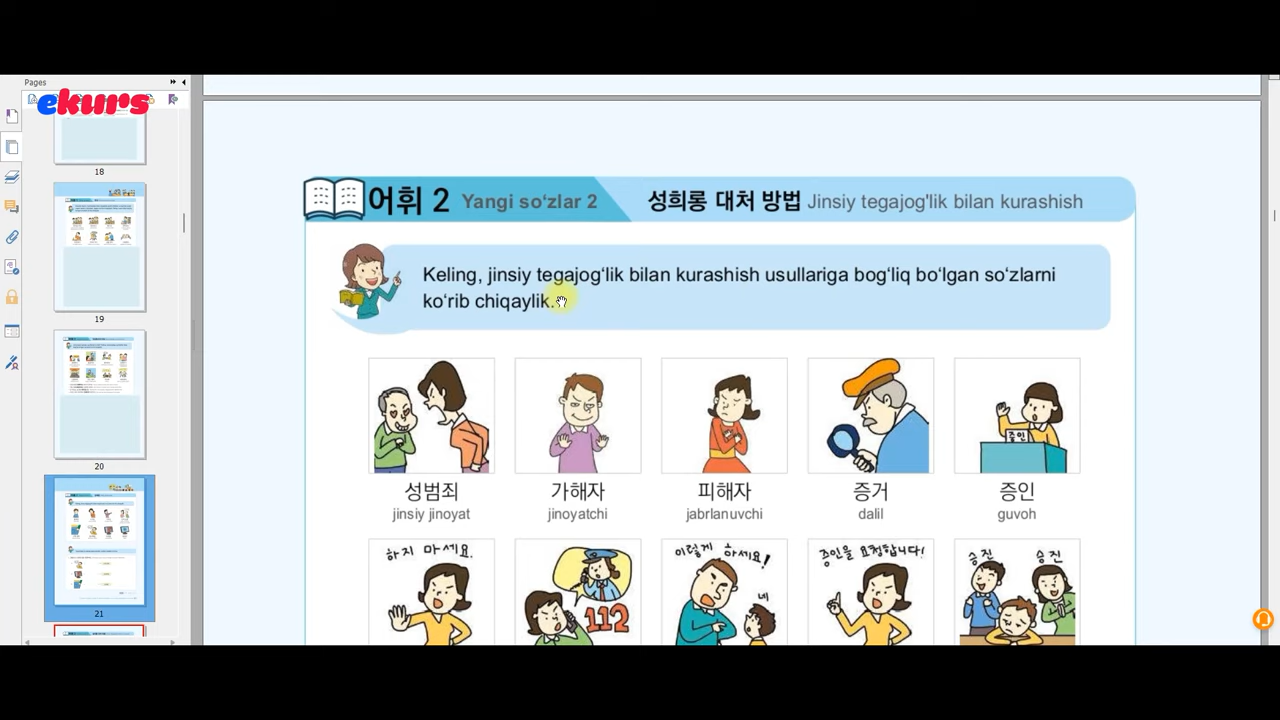 Pages
ekurs
18
19
20
21
어휘 2 Yangi so‘zlar 2 성희롱 대처 방법 Jinsiy tegajog'lik bilan kurashish
Keling, jinsiy tegajog‘lik bilan kurashish usullariga bog‘liq bo‘lgan so‘zlarni
ko‘rib chiqaylik.
증인
성범죄 가해자 피해자 증거 증인
jinsiy jinoyat jinoyatchi jabrlanuvchi dalil guvoh
하지 마세요. 이렇게 하세요! 증인을 요청합니다! 승진 승진
네
112